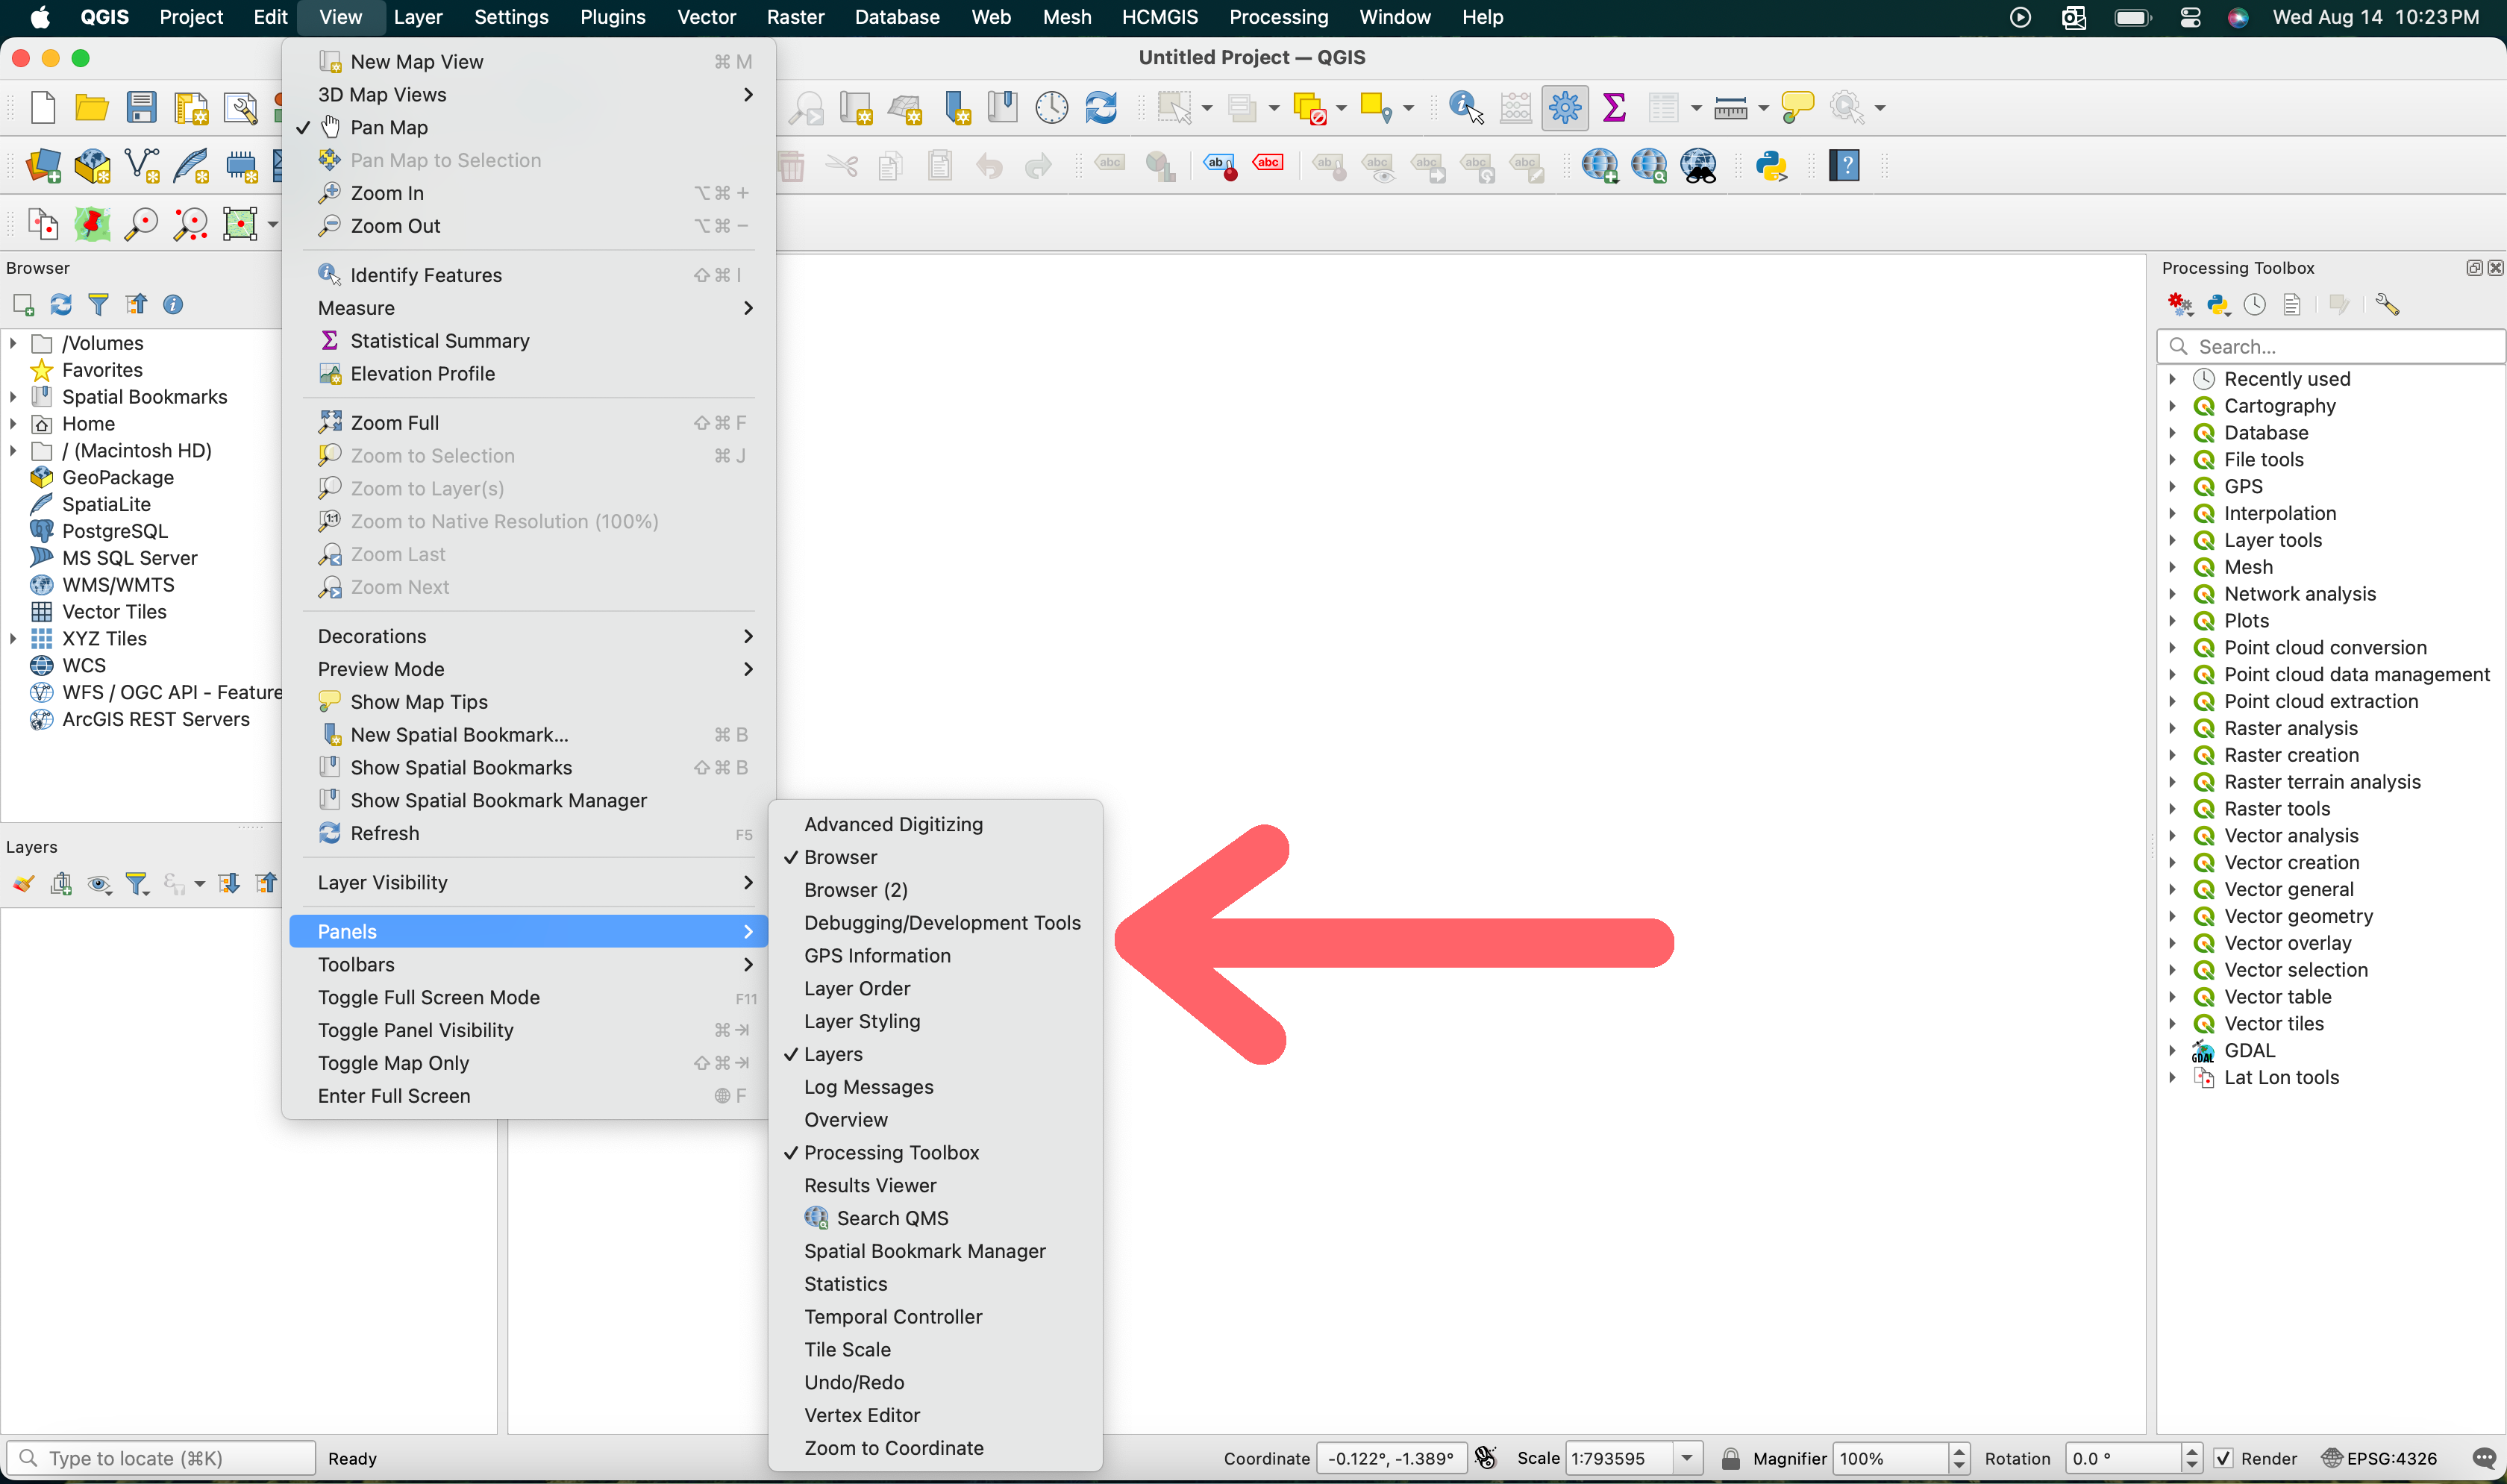 QGIS Project Edit View Layer Settings Plugins Vector Raster Database Web Mesh HCMGIS Processing Window Help Wed Aug 14 10:23 PM
Untitled Project — QGIS
New Map View ⌘ M
3D Map Views
✓ Pan Map
Pan Map to Selection
Zoom In ⌥⌘ +
Zoom Out ⌥⌘ −
Identify Features ⇧⌘ I
Measure
Statistical Summary
Elevation Profile
Zoom Full ⇧⌘ F
Zoom to Selection ⌘ J
Zoom to Layer(s)
Zoom to Native Resolution (100%)
Zoom Last
Zoom Next
Decorations
Preview Mode
Show Map Tips
New Spatial Bookmark... ⌘ B
Show Spatial Bookmarks ⇧⌘ B
Show Spatial Bookmark Manager
Refresh F5
Layer Visibility
Panels
Toolbars
Toggle Full Screen Mode F11
Toggle Panel Visibility ⌘⇥
Toggle Map Only ⇧⌘⇥
Enter Full Screen F
Advanced Digitizing
✓ Browser
Browser (2)
Debugging/Development Tools
GPS Information
Layer Order
Layer Styling
✓ Layers
Log Messages
Overview
✓ Processing Toolbox
Results Viewer
Search QMS
Spatial Bookmark Manager
Statistics
Temporal Controller
Tile Scale
Undo/Redo
Vertex Editor
Zoom to Coordinate
abc
ab
abc
ab
abc
abc
abc
abc
Browser
/Volumes
Favorites
Spatial Bookmarks
Home
/ (Macintosh HD)
GeoPackage
SpatiaLite
PostgreSQL
MS SQL Server
WMS/WMTS
Vector Tiles
XYZ Tiles
WCS
WFS / OGC API - Feature
ArcGIS REST Servers
Layers
Processing Toolbox
Search...
Recently used
Cartography
Database
File tools
GPS
Interpolation
Layer tools
Mesh
Network analysis
Plots
Point cloud conversion
Point cloud data management
Point cloud extraction
Raster analysis
Raster creation
Raster terrain analysis
Raster tools
Vector analysis
Vector creation
Vector general
Vector geometry
Vector overlay
Vector selection
Vector table
Vector tiles
GDAL
Lat Lon tools
Type to locate (⌘K) Ready Coordinate -0.122°, -1.389° Scale 1:793595 Magnifier 100% Rotation 0.0 ° Render EPSG:4326